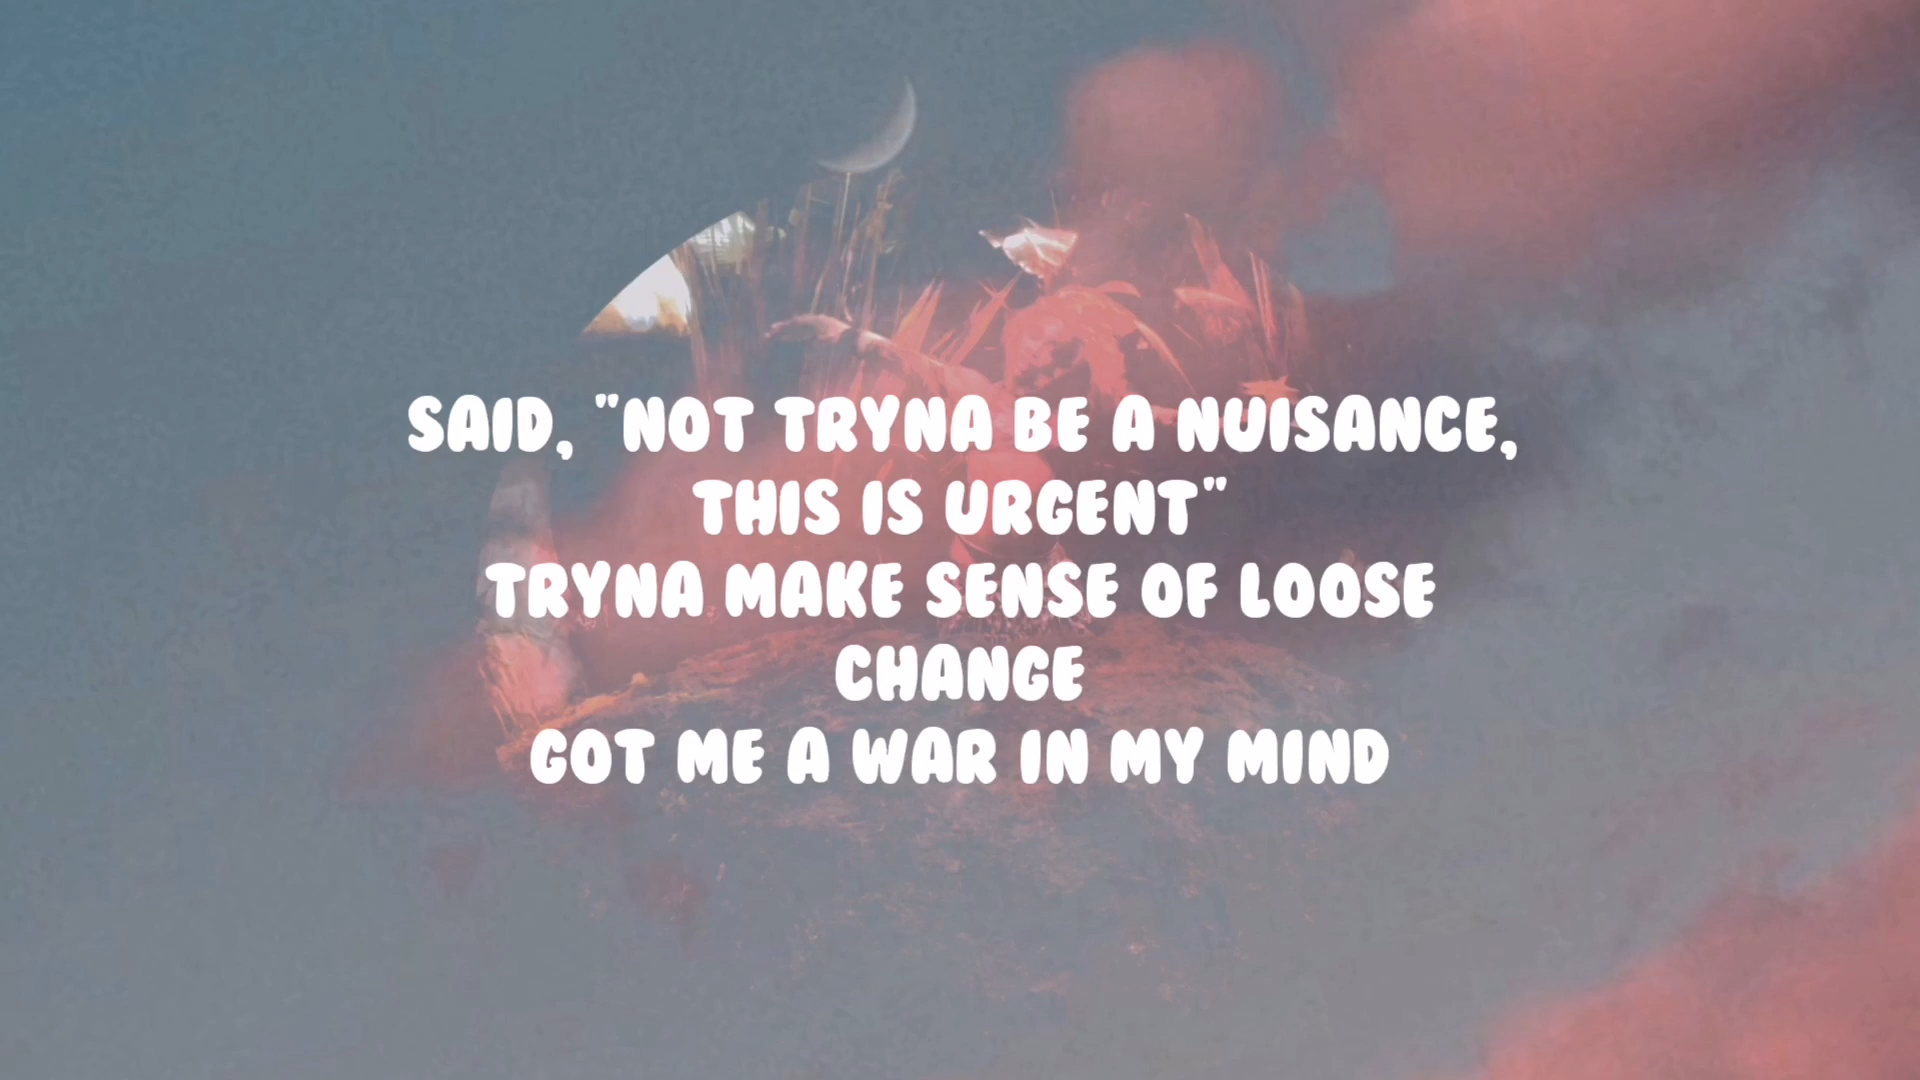 SAID, "NOT TRYNA BE A NUISANCE,
THIS IS URGENT"
TRYNA MAKE SENSE OF LOOSE
CHANGE
GOT ME A WAR IN MY MIND